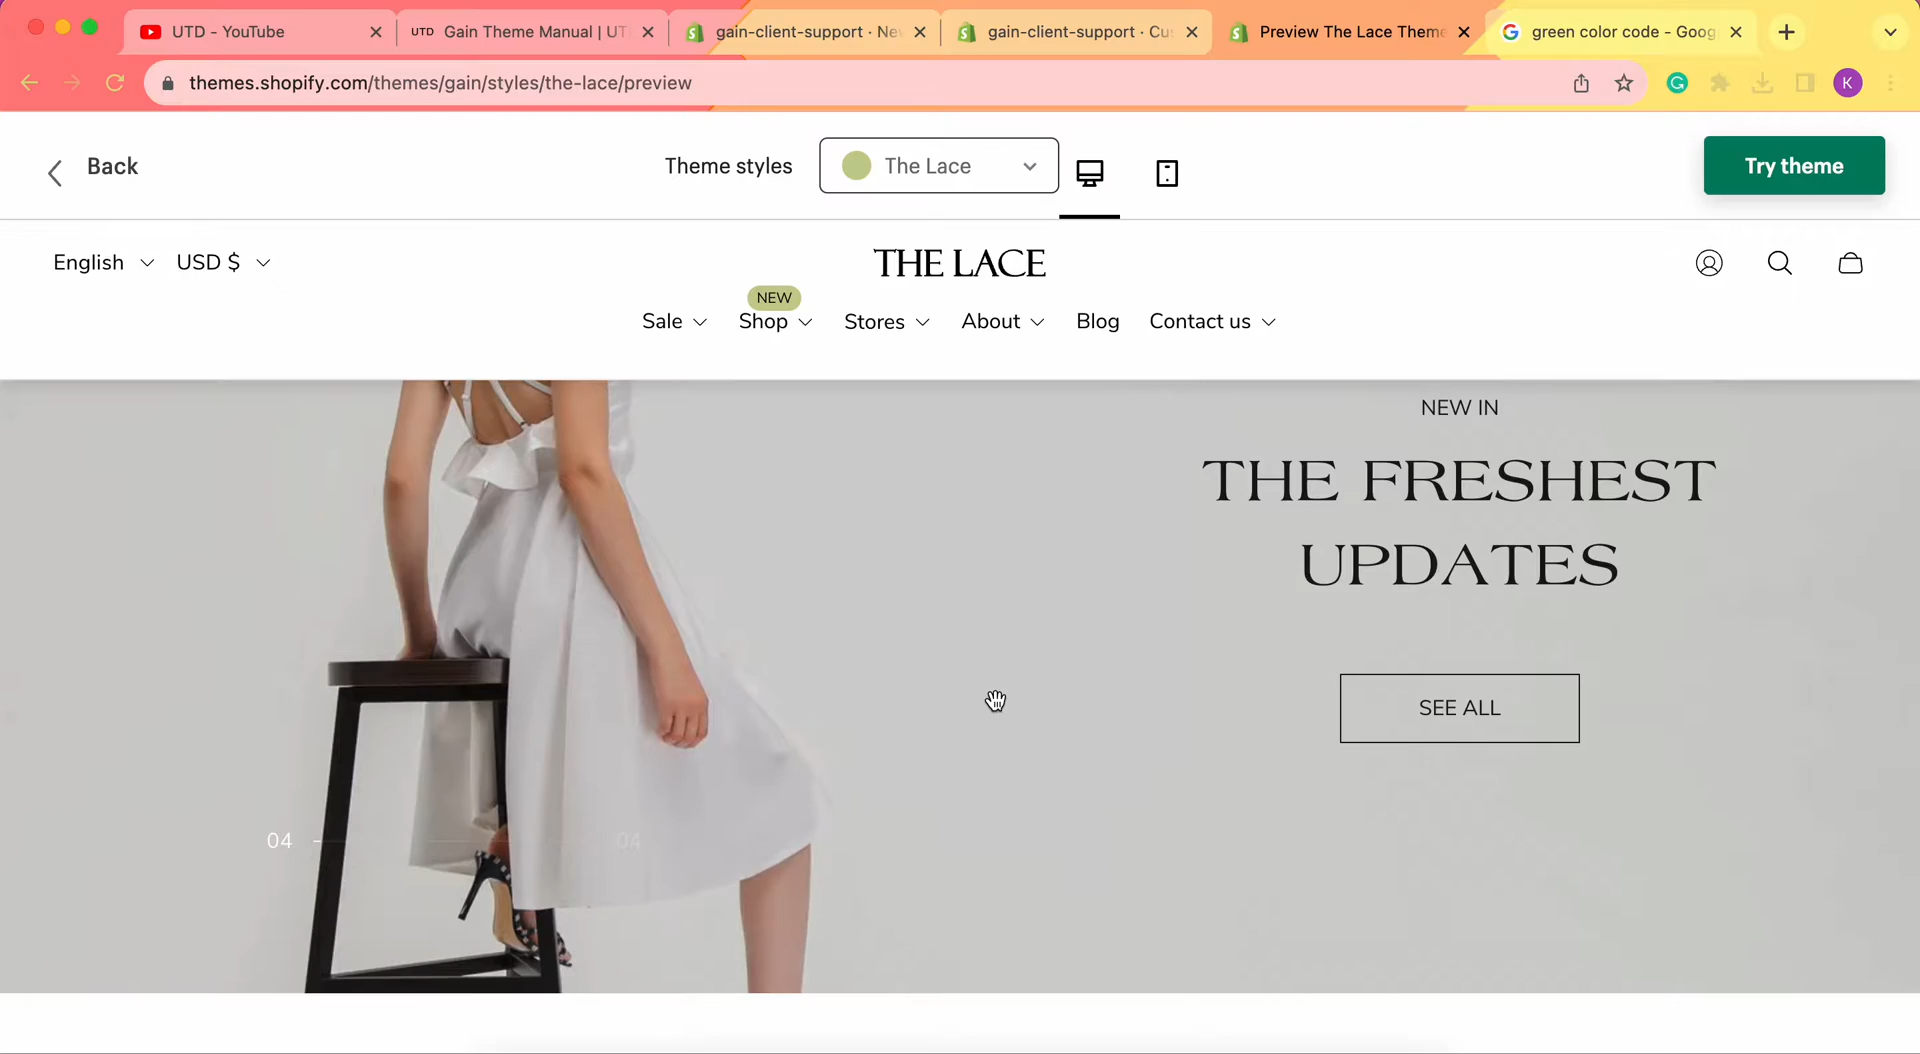 UTD - YouTube
UTD Gain Theme Manual | UT
gain-client-support · Ne
gain-client-support · Cu
Preview The Lace Theme
green color code - Goog
themes.shopify.com/themes/gain/styles/the-lace/preview
K
Back
Theme styles
The Lace
Try theme
English
USD $
THE LACE
NEW
Sale
Shop
Stores
About
Blog
Contact us
NEW IN
THE FRESHEST
UPDATES
SEE ALL
04
04